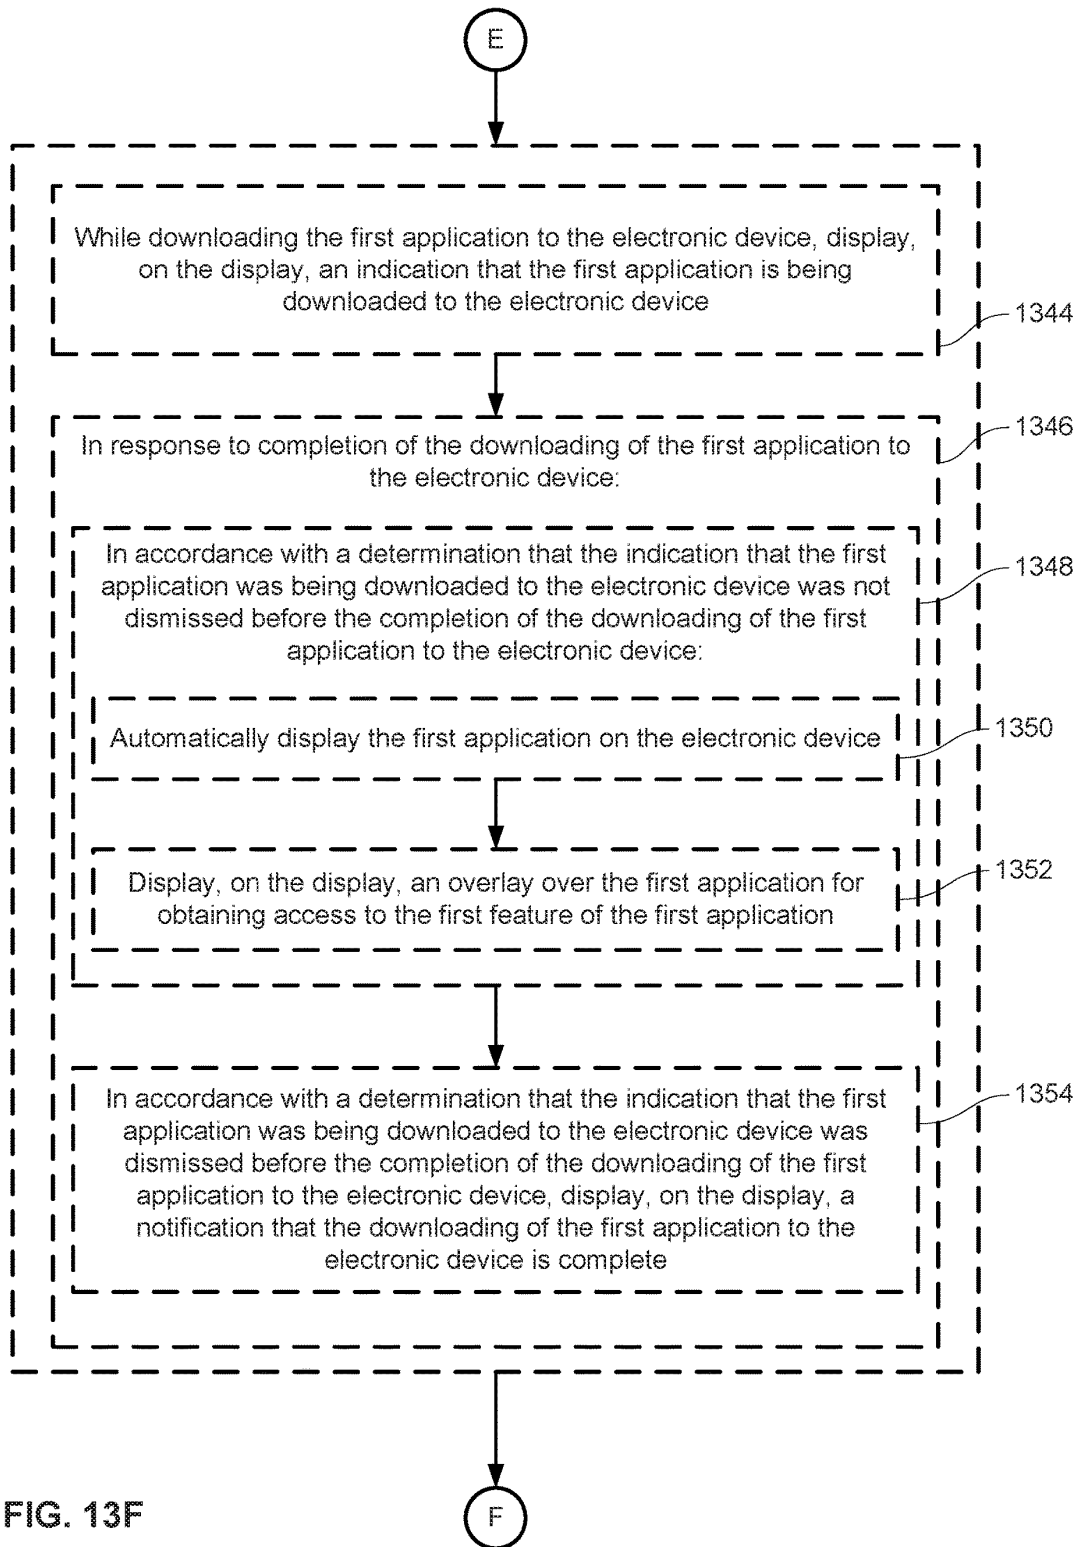 E
While downloading the first application to the electronic device, display,
on the display, an indication that the first application is being
downloaded to the electronic device
1344
1346
In response to completion of the downloading of the first application to
the electronic device:
In accordance with a determination that the indication that the first
application was being downloaded to the electronic device was not
dismissed before the completion of the downloading of the first
application to the electronic device:
1348
Automatically display the first application on the electronic device
1350
Display, on the display, an overlay over the first application for
obtaining access to the first feature of the first application
1352
In accordance with a determination that the indication that the first
application was being downloaded to the electronic device was
dismissed before the completion of the downloading of the first
application to the electronic device, display, on the display, a
notification that the downloading of the first application to the
electronic device is complete
1354
FIG. 13F
F